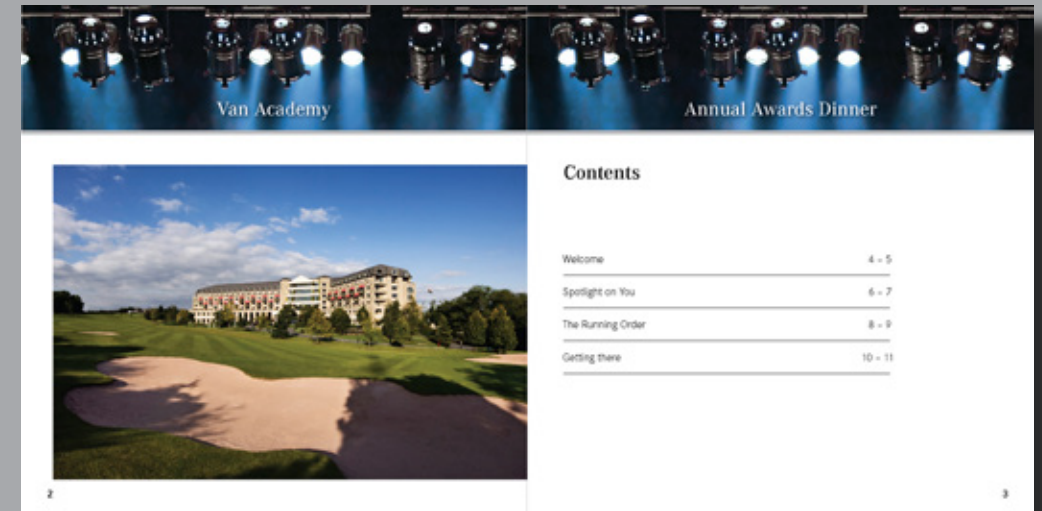 Van Academy
Annual Awards Dinner
Contents
Welcome 4 - 5
Spotlight on You 6 - 7
The Running Order 8 - 9
Getting there 10 - 11
2
3